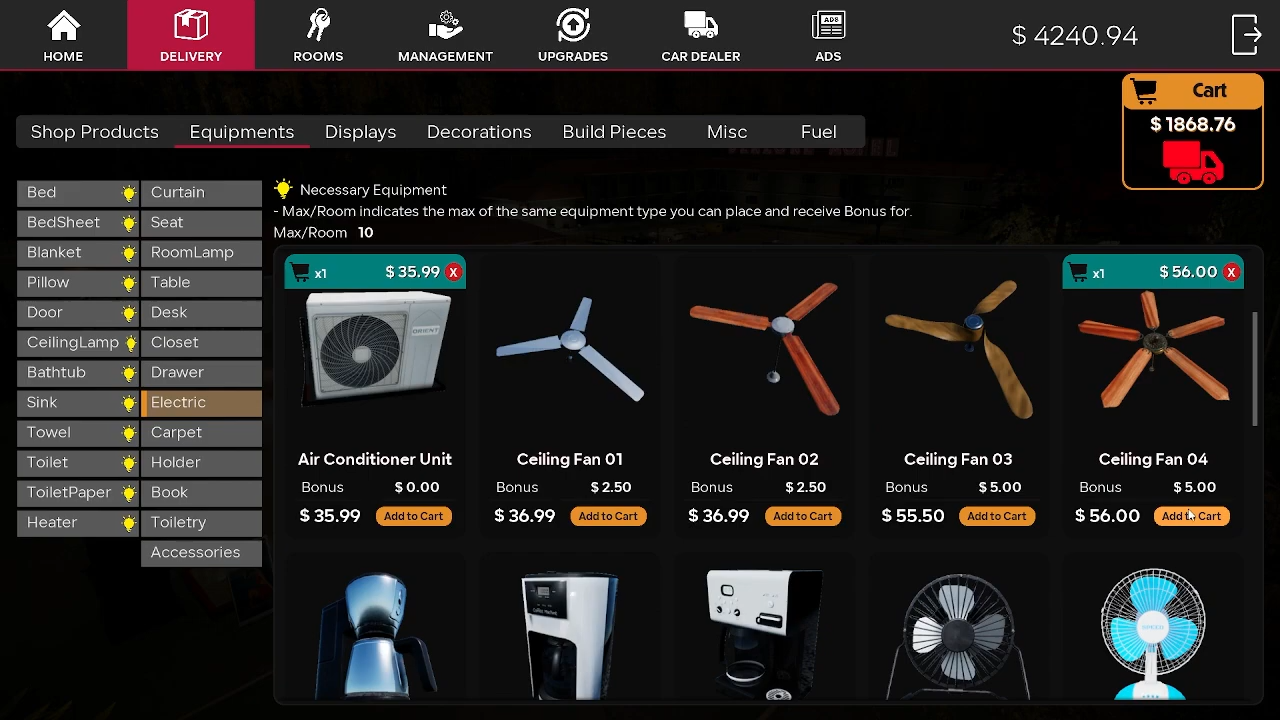 HOME
DELIVERY
ROOMS
MANAGEMENT
UPGRADES
CAR DEALER
ADS
ADS
$ 4240.94
Cart
$ 1868.76
Shop Products
Equipments
Displays
Decorations
Build Pieces
Misc
Fuel
Bed
Curtain
BedSheet
Seat
Blanket
RoomLamp
Pillow
Table
Door
Desk
CeilingLamp
Closet
Bathtub
Drawer
Sink
Electric
Towel
Carpet
Toilet
Holder
ToiletPaper
Book
Heater
Toiletry
Accessories
Necessary Equipment
- Max/Room indicates the max of the same equipment type you can place and receive Bonus for.
Max/Room 10
x1 $ 35.99 X
x1 $ 56.00 X
ORIENT
Air Conditioner Unit
Bonus $ 0.00
$ 35.99 Add to Cart
Ceiling Fan 01
Bonus $ 2.50
$ 36.99 Add to Cart
Ceiling Fan 02
Bonus $ 2.50
$ 36.99 Add to Cart
Ceiling Fan 03
Bonus $ 5.00
$ 55.50 Add to Cart
Ceiling Fan 04
Bonus $ 5.00
$ 56.00 Add to Cart